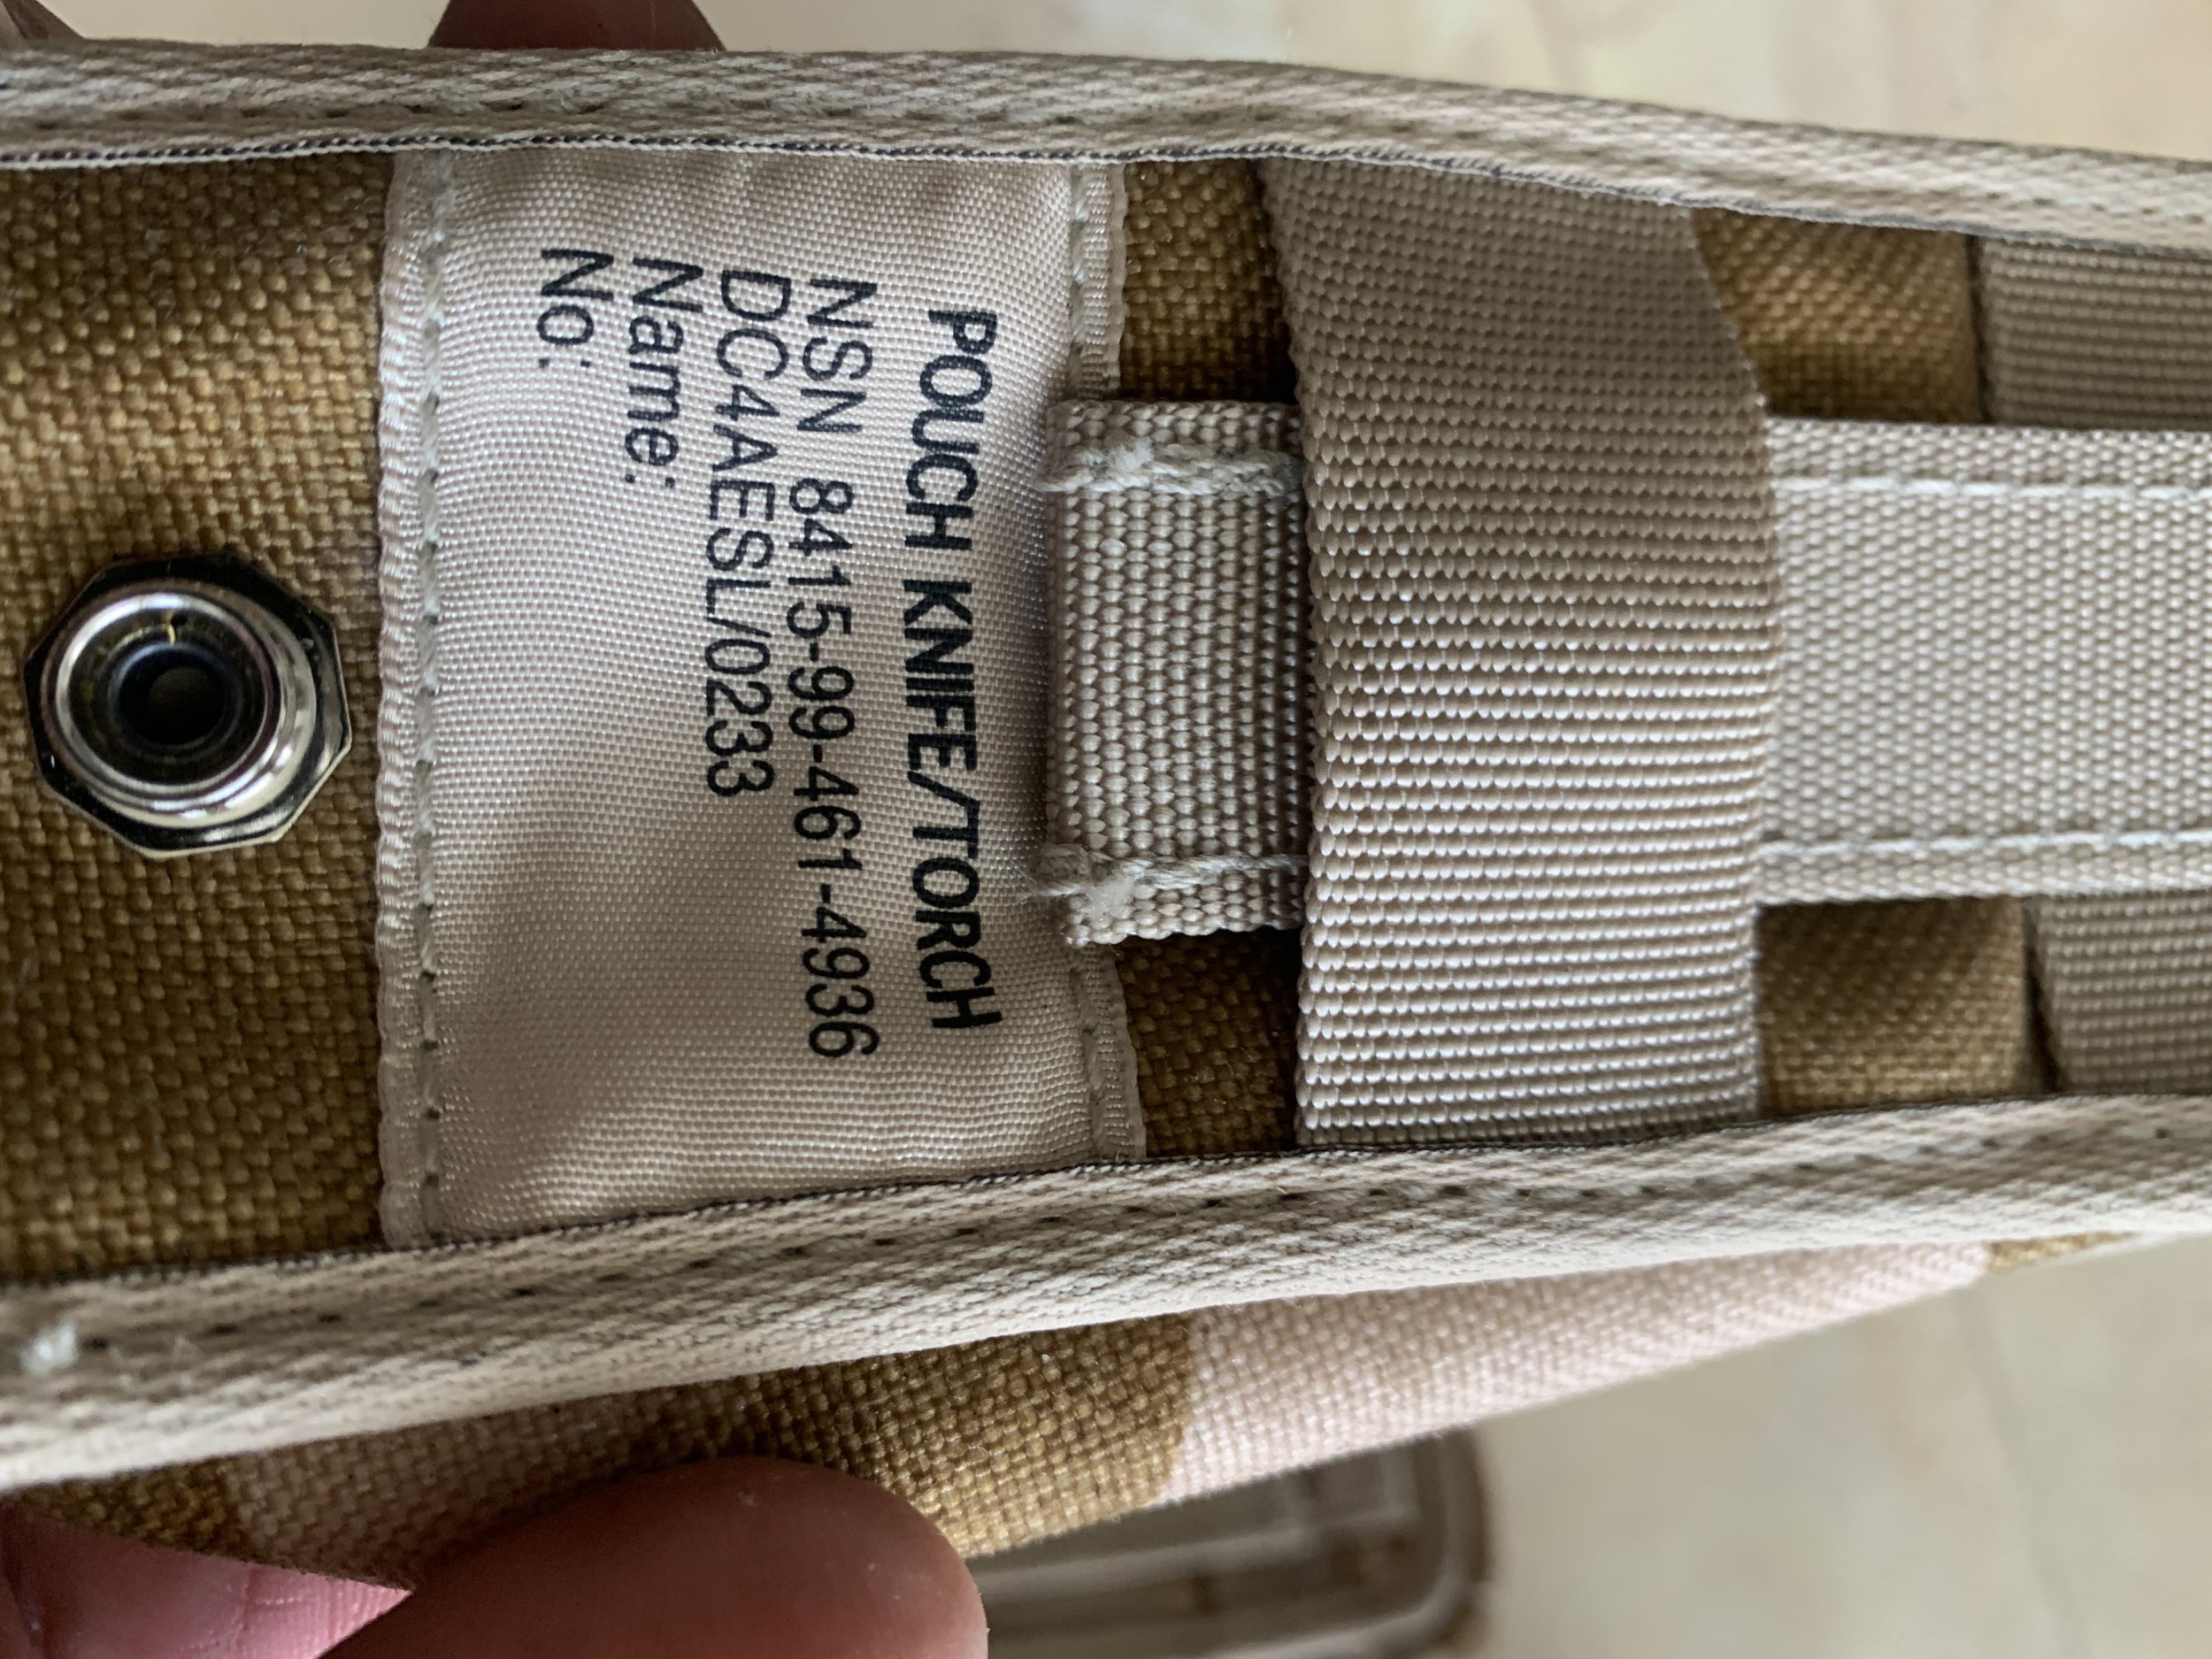 POUCH KNIFE/TORCH
NSN 8415-99-461-4936
DC4AESL/0233
Name:
No: